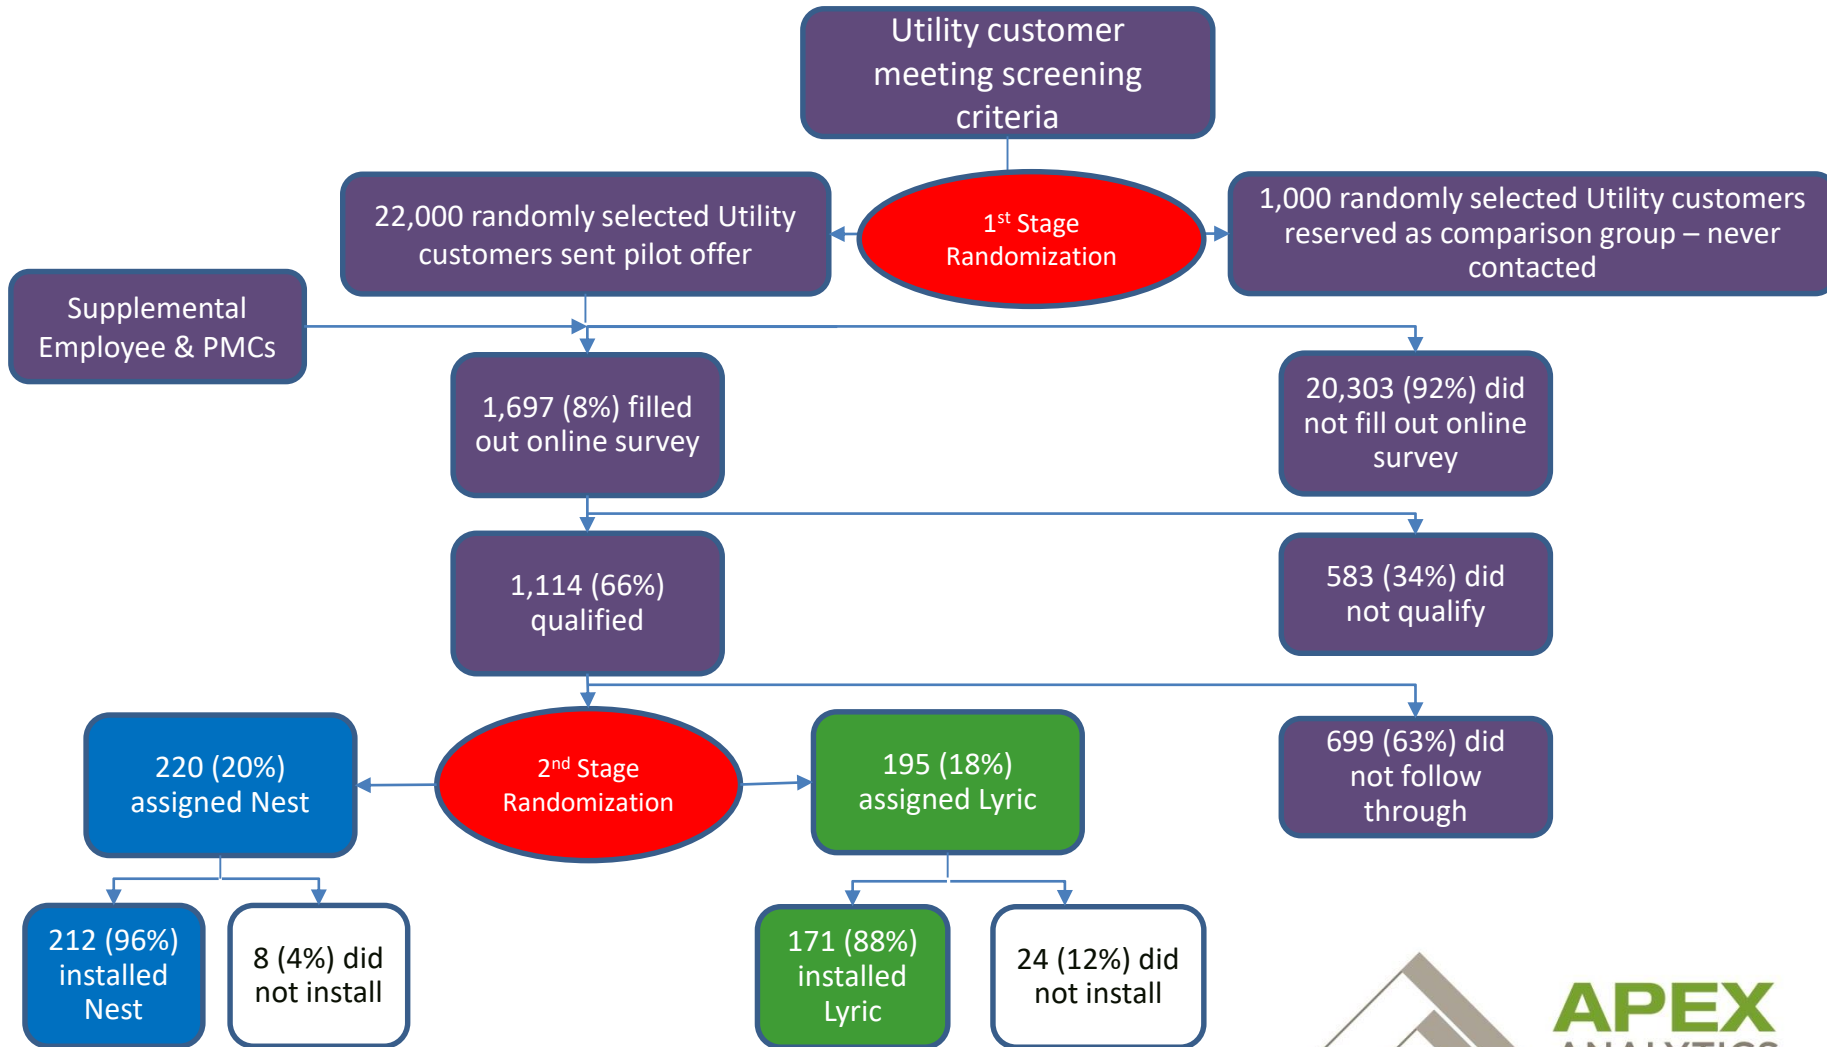 Utility customer
meeting screening
criteria
22,000 randomly selected Utility
customers sent pilot offer
1st Stage
Randomization
1,000 randomly selected Utility customers
reserved as comparison group – never
contacted
Supplemental
Employee & PMCs
1,697 (8%) filled
out online survey
20,303 (92%) did
not fill out online
survey
1,114 (66%)
qualified
583 (34%) did
not qualify
220 (20%)
assigned Nest
2nd Stage
Randomization
195 (18%)
assigned Lyric
699 (63%) did
not follow
through
212 (96%)
installed
Nest
8 (4%) did
not install
171 (88%)
installed
Lyric
24 (12%) did
not install
APEX
ANALYTICS